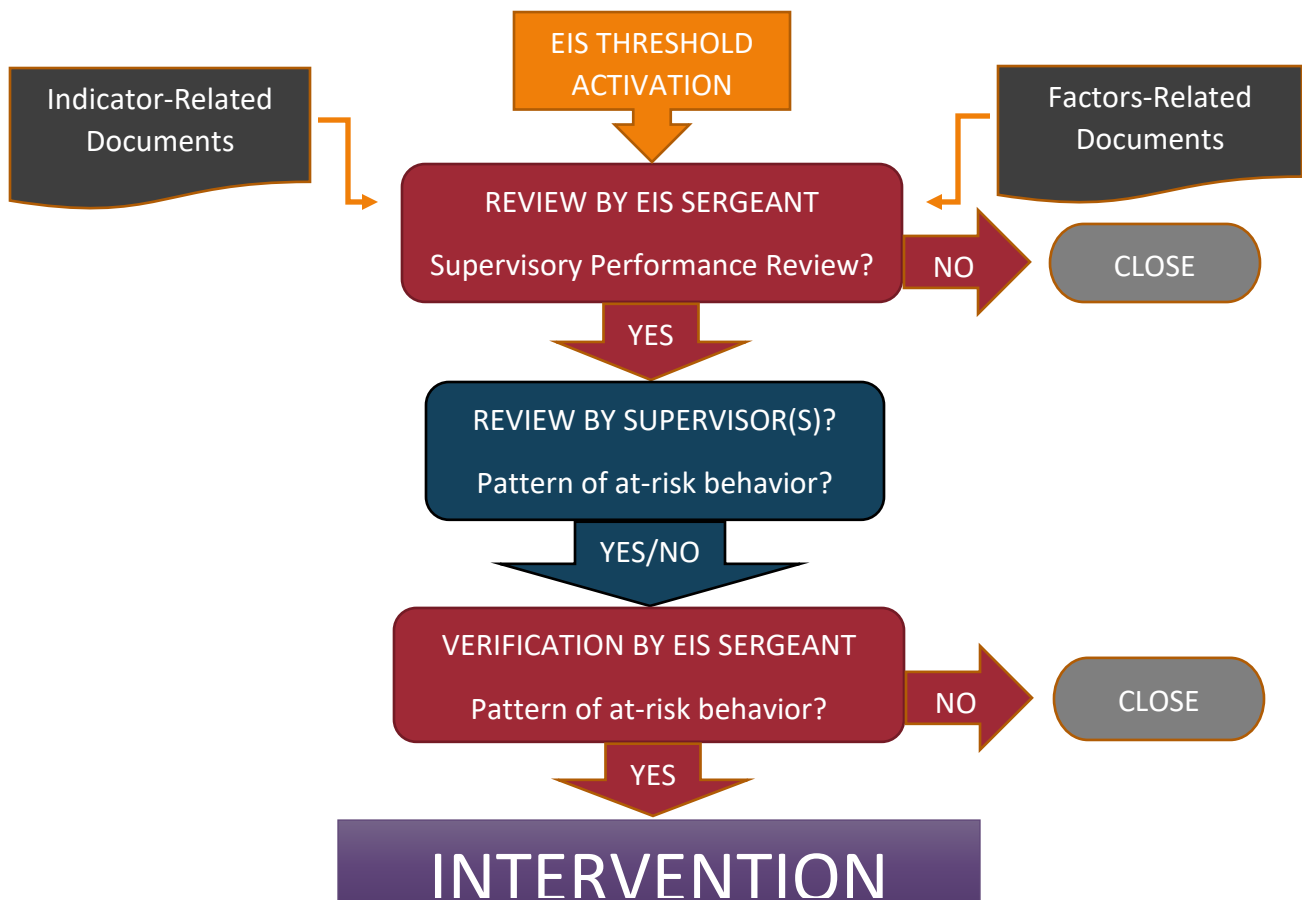 EIS THRESHOLD
ACTIVATION
Indicator-Related
Documents
Factors-Related
Documents
REVIEW BY EIS SERGEANT
Supervisory Performance Review?
NO
CLOSE
YES
REVIEW BY SUPERVISOR(S)?
Pattern of at-risk behavior?
YES/NO
VERIFICATION BY EIS SERGEANT
Pattern of at-risk behavior?
NO
CLOSE
YES
INTERVENTION